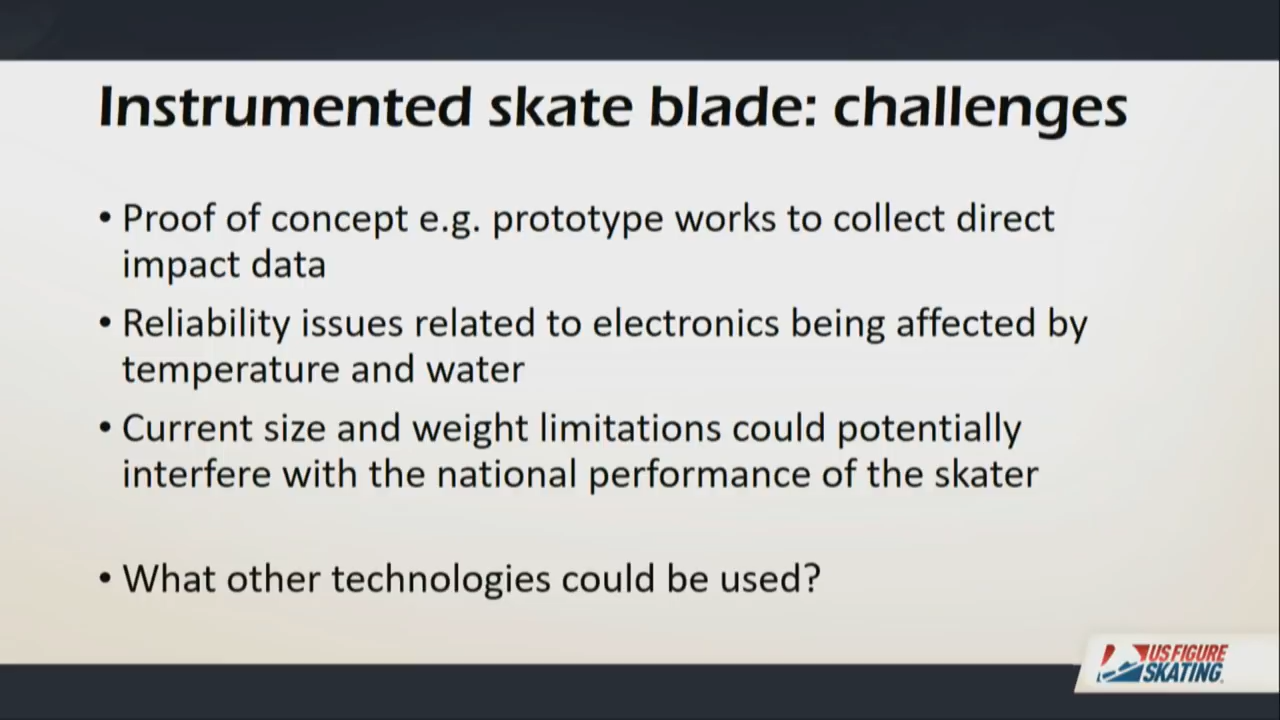 Instrumented skate blade: challenges
• Proof of concept e.g. prototype works to collect direct
impact data
• Reliability issues related to electronics being affected by
temperature and water
• Current size and weight limitations could potentially
interfere with the national performance of the skater
• What other technologies could be used?
US FIGURE
SKATING